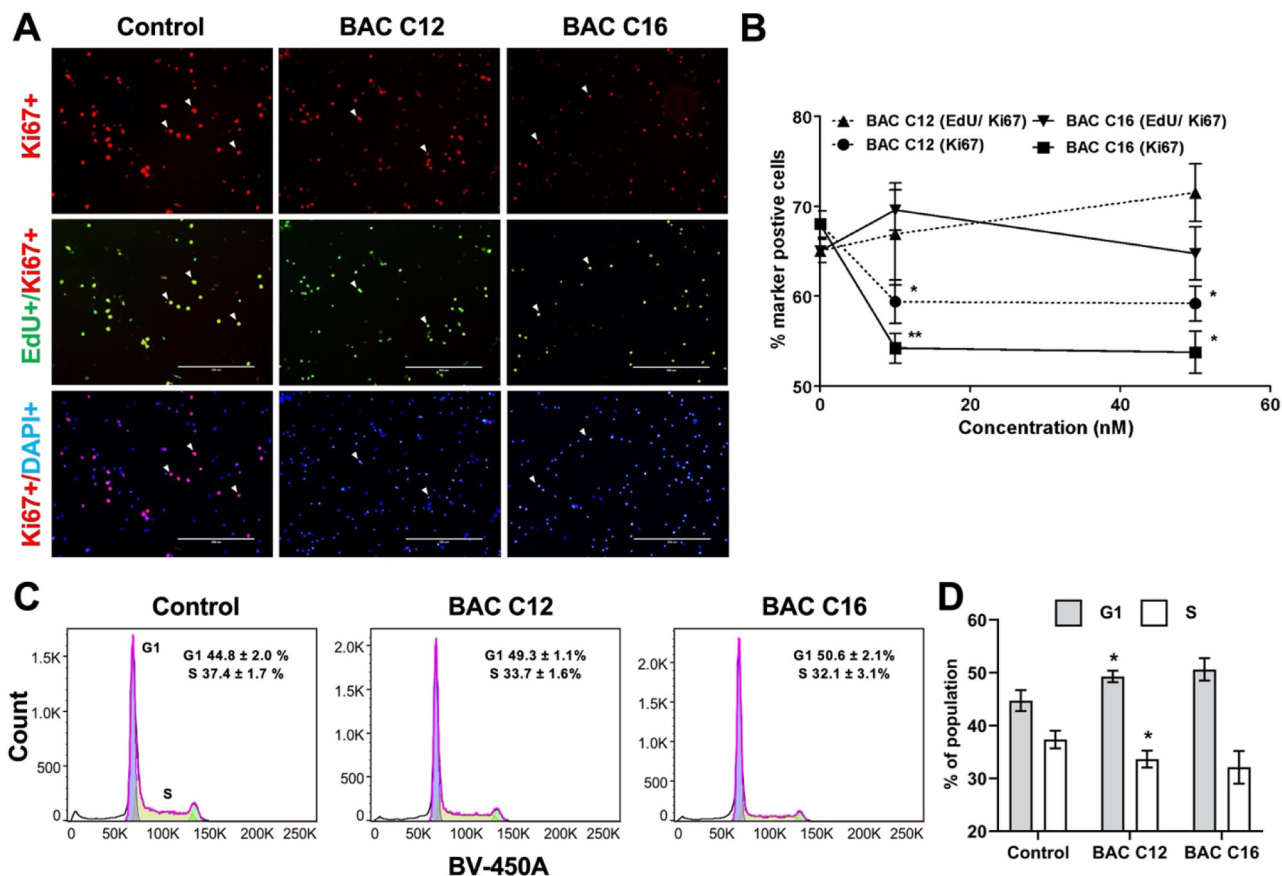 A
Control
BAC C12
BAC C16
Ki67+
EdU+/Ki67+
Ki67+/DAPI+
B
80
70
60
50
0
20
40
60
% marker postive cells
Concentration (nM)
BAC C12 (EdU/ Ki67)
BAC C16 (EdU/ Ki67)
BAC C12 (Ki67)
BAC C16 (Ki67)
*
**
*
*
C
Control
BAC C12
BAC C16
Count
1.5K
1.0K
500
0
G1
S
G1 44.8 ± 2.0 %
S 37.4 ± 1.7 %
0 50K 100K 150K 200K 250K
2.0K
1.5K
1.0K
500
0
G1 49.3 ± 1.1%
S 33.7 ± 1.6%
0 50K 100K 150K 200K 250K
2.0K
1.5K
1.0K
500
0
G1 50.6 ± 2.1%
S 32.1 ± 3.1%
0 50K 100K 150K 200K 250K
BV-450A
D
G1
S
% of population
60
50
40
30
20
*
*
Control
BAC C12
BAC C16